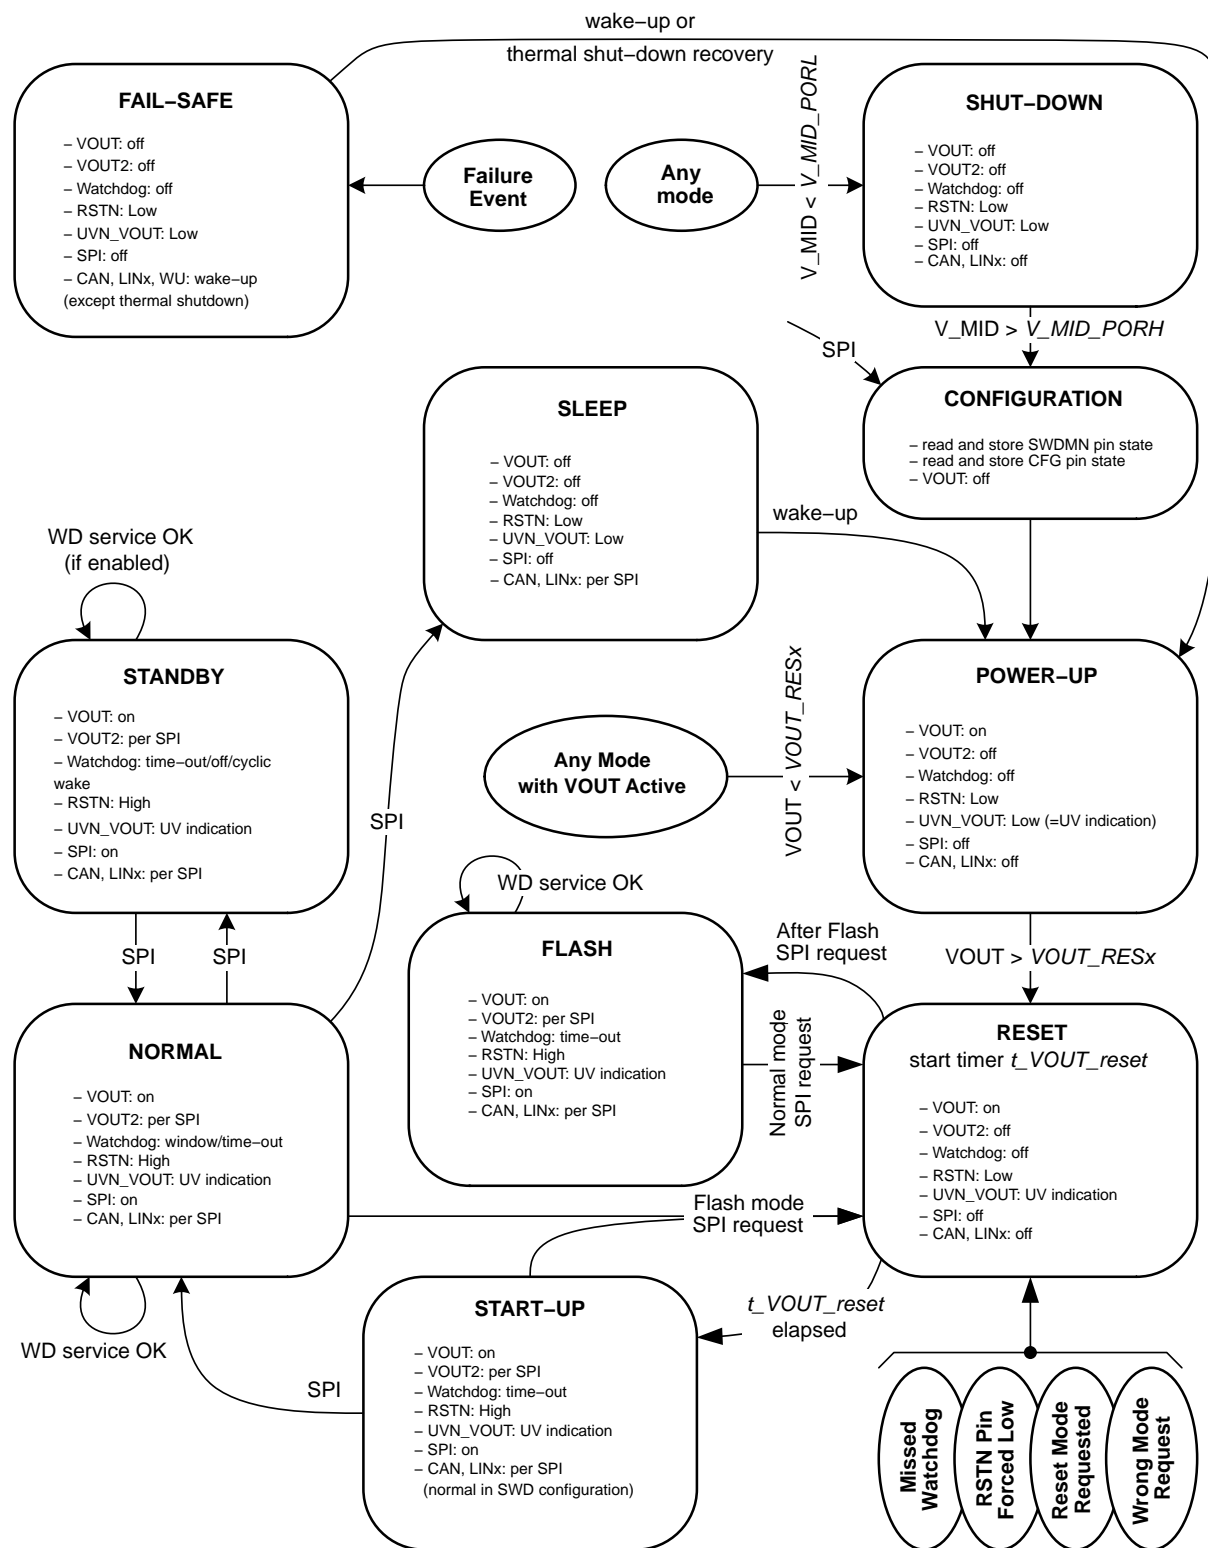 wake–up or
thermal shut–down recovery
FAIL–SAFE
– VOUT: off
– VOUT2: off
– Watchdog: off
– RSTN: Low
– UVN_VOUT: Low
– SPI: off
– CAN, LINx, WU: wake–up
(except thermal shutdown)
Failure
Event
Any
mode
V_MID < V_MID_PORL
SHUT–DOWN
– VOUT: off
– VOUT2: off
– Watchdog: off
– RSTN: Low
– UVN_VOUT: Low
– SPI: off
– CAN, LINx: off
V_MID > V_MID_PORH
SPI
CONFIGURATION
– read and store SWDMN pin state
– read and store CFG pin state
– VOUT: off
SLEEP
– VOUT: off
– VOUT2: off
– Watchdog: off
– RSTN: Low
– UVN_VOUT: Low
– SPI: off
– CAN, LINx: per SPI
wake–up
WD service OK
(if enabled)
STANDBY
– VOUT: on
– VOUT2: per SPI
– Watchdog: time–out/off/cyclic
wake
– RSTN: High
– UVN_VOUT: UV indication
– SPI: on
– CAN, LINx: per SPI
SPI
Any Mode
with VOUT Active
VOUT < VOUT_RESx
POWER–UP
– VOUT: on
– VOUT2: off
– Watchdog: off
– RSTN: Low
– UVN_VOUT: Low (=UV indication)
– SPI: off
– CAN, LINx: off
WD service OK
SPI
SPI
FLASH
– VOUT: on
– VOUT2: per SPI
– Watchdog: time–out
– RSTN: High
– UVN_VOUT: UV indication
– SPI: on
– CAN, LINx: per SPI
After Flash
SPI request
VOUT > VOUT_RESx
Normal mode
SPI request
NORMAL
– VOUT: on
– VOUT2: per SPI
– Watchdog: window/time–out
– RSTN: High
– UVN_VOUT: UV indication
– SPI: on
– CAN, LINx: per SPI
RESET
start timer t_VOUT_reset
– VOUT: on
– VOUT2: off
– Watchdog: off
– RSTN: Low
– UVN_VOUT: UV indication
– SPI: off
– CAN, LINx: off
Flash mode
SPI request
WD service OK
SPI
START–UP
– VOUT: on
– VOUT2: per SPI
– Watchdog: time–out
– RSTN: High
– UVN_VOUT: UV indication
– SPI: on
– CAN, LINx: per SPI
(normal in SWD configuration)
t_VOUT_reset
elapsed
Missed
Watchdog
RSTN Pin
Forced Low
Reset Mode
Requested
Wrong Mode
Request